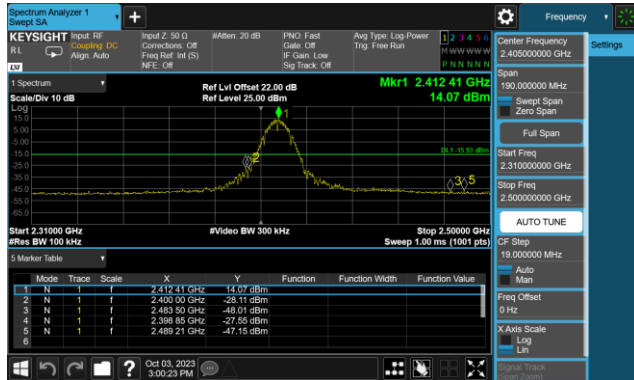 Spectrum Analyzer 1
Swept SA
Frequency
KEYSIGHT
RL
LXI
Input: RF
Coupling: DC
Align: Auto
Input Z: 50 Ω
Corrections: Off
Freq Ref: Int (S)
NFE: Off
#Atten: 20 dB
PNO: Fast
Gate: Off
IF Gain: Low
Sig Track: Off
Avg Type: Log-Power
Trig: Free Run
1 2 3 4 5 6
M W W W W W
P N N N N N
Center Frequency
2.405000000 GHz
Settings
Span
190.000000 MHz
Swept Span
Zero Span
Full Span
Start Freq
2.310000000 GHz
Stop Freq
2.500000000 GHz
AUTO TUNE
CF Step
19.000000 MHz
Auto
Man
Freq Offset
0 Hz
X Axis Scale
Log
Lin
Signal Track
(Span Zoom)
1 Spectrum
Scale/Div 10 dB
Log
Ref Lvl Offset 22.00 dB
Ref Level 25.00 dBm
Mkr1 2.412 41 GHz
14.07 dBm
15.0
5.00
-5.00
-15.0
-25.0
-35.0
-45.0
-55.0
-65.0
1
2
3
5
DL1 -15.93 dBm
Start 2.31000 GHz
#Res BW 100 kHz
#Video BW 300 kHz
Stop 2.50000 GHz
Sweep 1.00 ms (1001 pts)
5 Marker Table
Mode Trace Scale X Y Function Function Width Function Value
1 N 1 f 2.412 41 GHz 14.07 dBm
2 N 1 f 2.400 00 GHz -28.11 dBm
3 N 1 f 2.483 50 GHz -48.01 dBm
4 N 1 f 2.398 85 GHz -27.55 dBm
5 N 1 f 2.489 21 GHz -47.15 dBm
6
?
Oct 03, 2023
3:00:23 PM